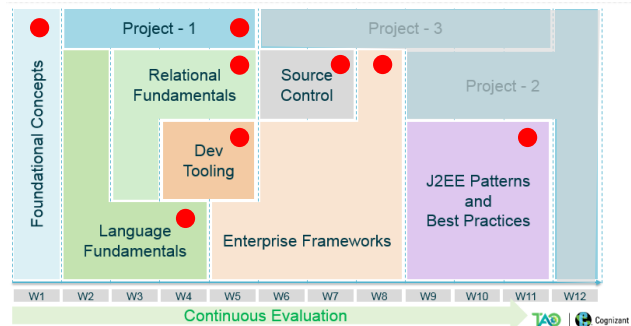 Project - 1
Project - 3
Foundational Concepts
Relational
Fundamentals
Source
Control
Project - 2
Dev
Tooling
J2EE Patterns
and
Best Practices
Language
Fundamentals
Enterprise Frameworks
W1 W2 W3 W4 W5 W6 W7 W8 W9 W10 W11 W12
Continuous Evaluation
TAO Cognizant